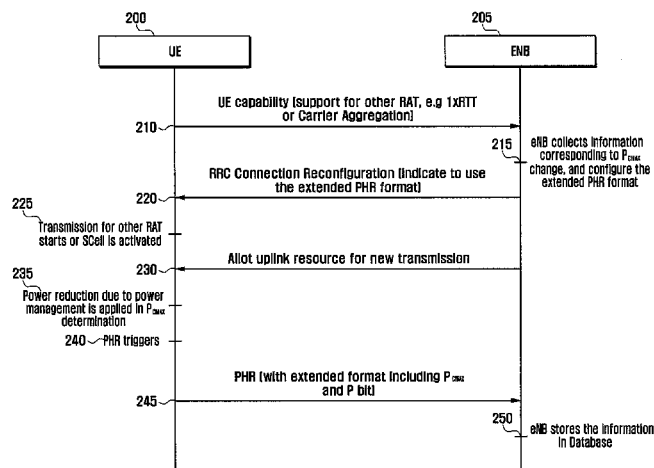 200
205
UE
ENB
UE capability [support for other RAT, e.g 1xRTT
or Carrier Aggregation]
210
215
eNB collects information
corresponding to PCMAX
change, and configure the
extended PHR format
RRC Connection Reconfiguration [indicate to use
the extended PHR format]
220
225
Transmission for other RAT
starts or SCell is activated
Allot uplink resource for new transmission
230
235
Power reduction due to power
management is applied in PCMAX
determination
240
PHR triggers
PHR [with extended format including PCMAX
and P bit]
245
250
eNB stores the information
in Database